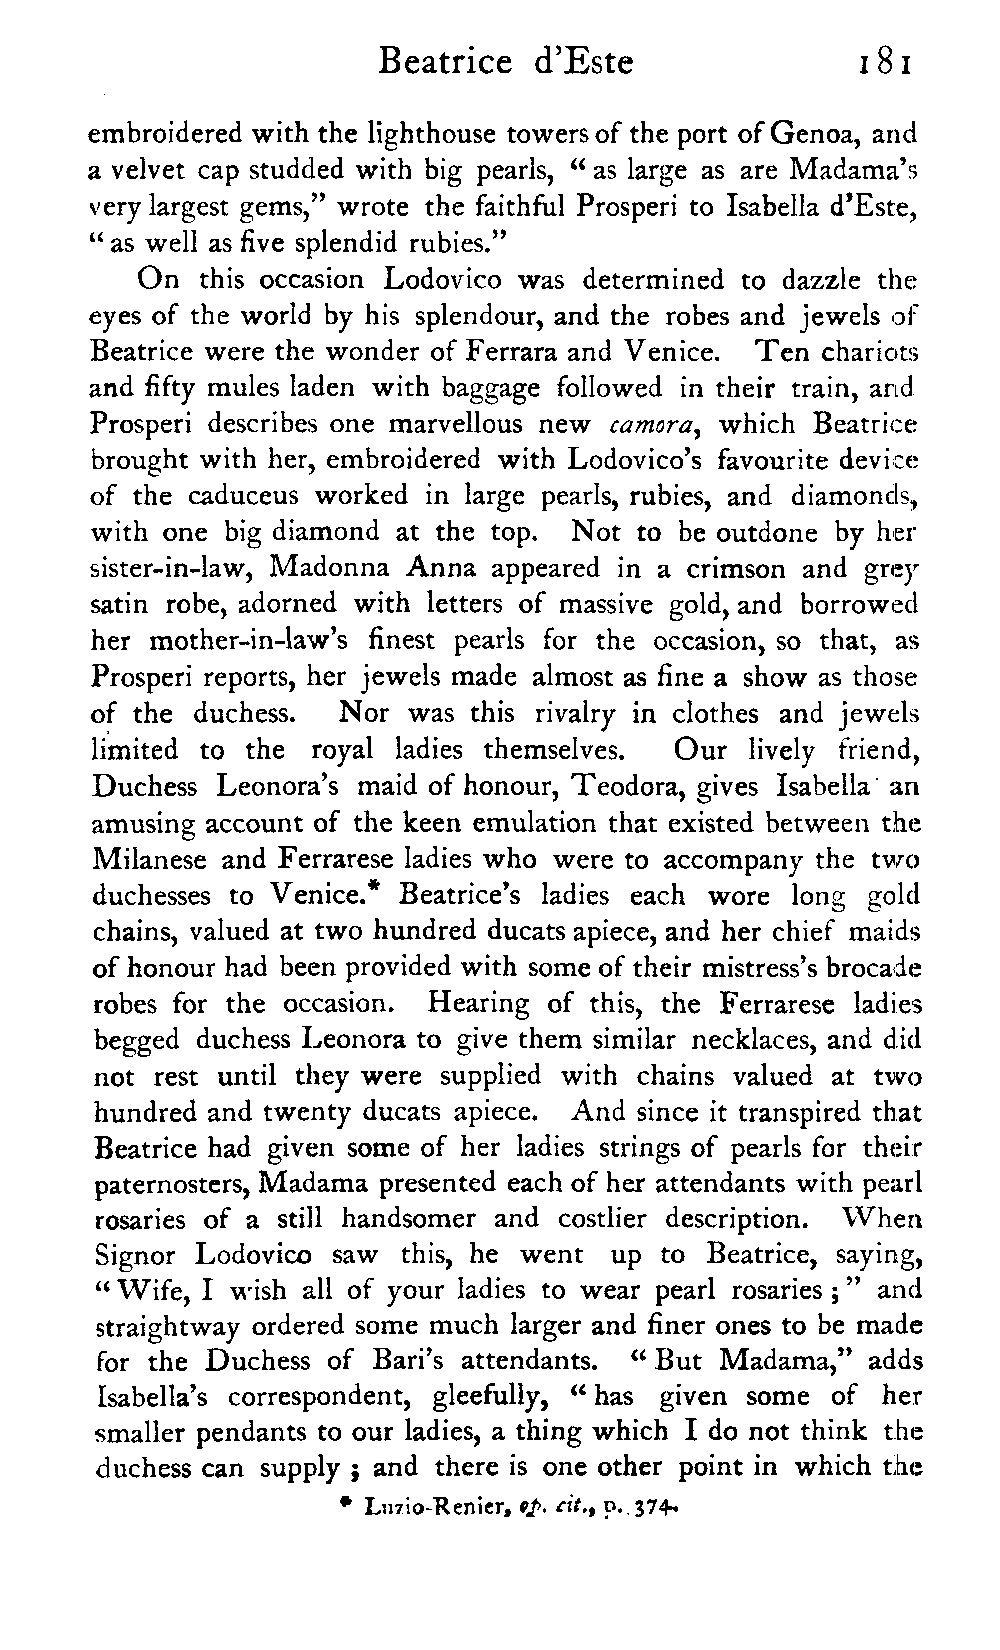 Beatrice d'Este 181
embroidered with the lighthouse towers of the port of Genoa, and
a velvet cap studded with big pearls, “ as large as are Madama's
very largest gems,” wrote the faithful Prosperi to Isabella d'Este,
“ as well as five splendid rubies.”
On this occasion Lodovico was determined to dazzle the
eyes of the world by his splendour, and the robes and jewels of
Beatrice were the wonder of Ferrara and Venice. Ten chariots
and fifty mules laden with baggage followed in their train, and
Prosperi describes one marvellous new camora, which Beatrice
brought with her, embroidered with Lodovico's favourite device
of the caduceus worked in large pearls, rubies, and diamonds,
with one big diamond at the top. Not to be outdone by her
sister-in-law, Madonna Anna appeared in a crimson and grey
satin robe, adorned with letters of massive gold, and borrowed
her mother-in-law's finest pearls for the occasion, so that, as
Prosperi reports, her jewels made almost as fine a show as those
of the duchess. Nor was this rivalry in clothes and jewels
limited to the royal ladies themselves. Our lively friend,
Duchess Leonora's maid of honour, Teodora, gives Isabella an
amusing account of the keen emulation that existed between the
Milanese and Ferrarese ladies who were to accompany the two
duchesses to Venice.* Beatrice's ladies each wore long gold
chains, valued at two hundred ducats apiece, and her chief maids
of honour had been provided with some of their mistress's brocade
robes for the occasion. Hearing of this, the Ferrarese ladies
begged duchess Leonora to give them similar necklaces, and did
not rest until they were supplied with chains valued at two
hundred and twenty ducats apiece. And since it transpired that
Beatrice had given some of her ladies strings of pearls for their
paternosters, Madama presented each of her attendants with pearl
rosaries of a still handsomer and costlier description. When
Signor Lodovico saw this, he went up to Beatrice, saying,
“ Wife, I wish all of your ladies to wear pearl rosaries ; ” and
straightway ordered some much larger and finer ones to be made
for the Duchess of Bari's attendants. “ But Madama,” adds
Isabella's correspondent, gleefully, “ has given some of her
smaller pendants to our ladies, a thing which I do not think the
duchess can supply ; and there is one other point in which the
* Luzio-Renier, op. cit., p. 374.